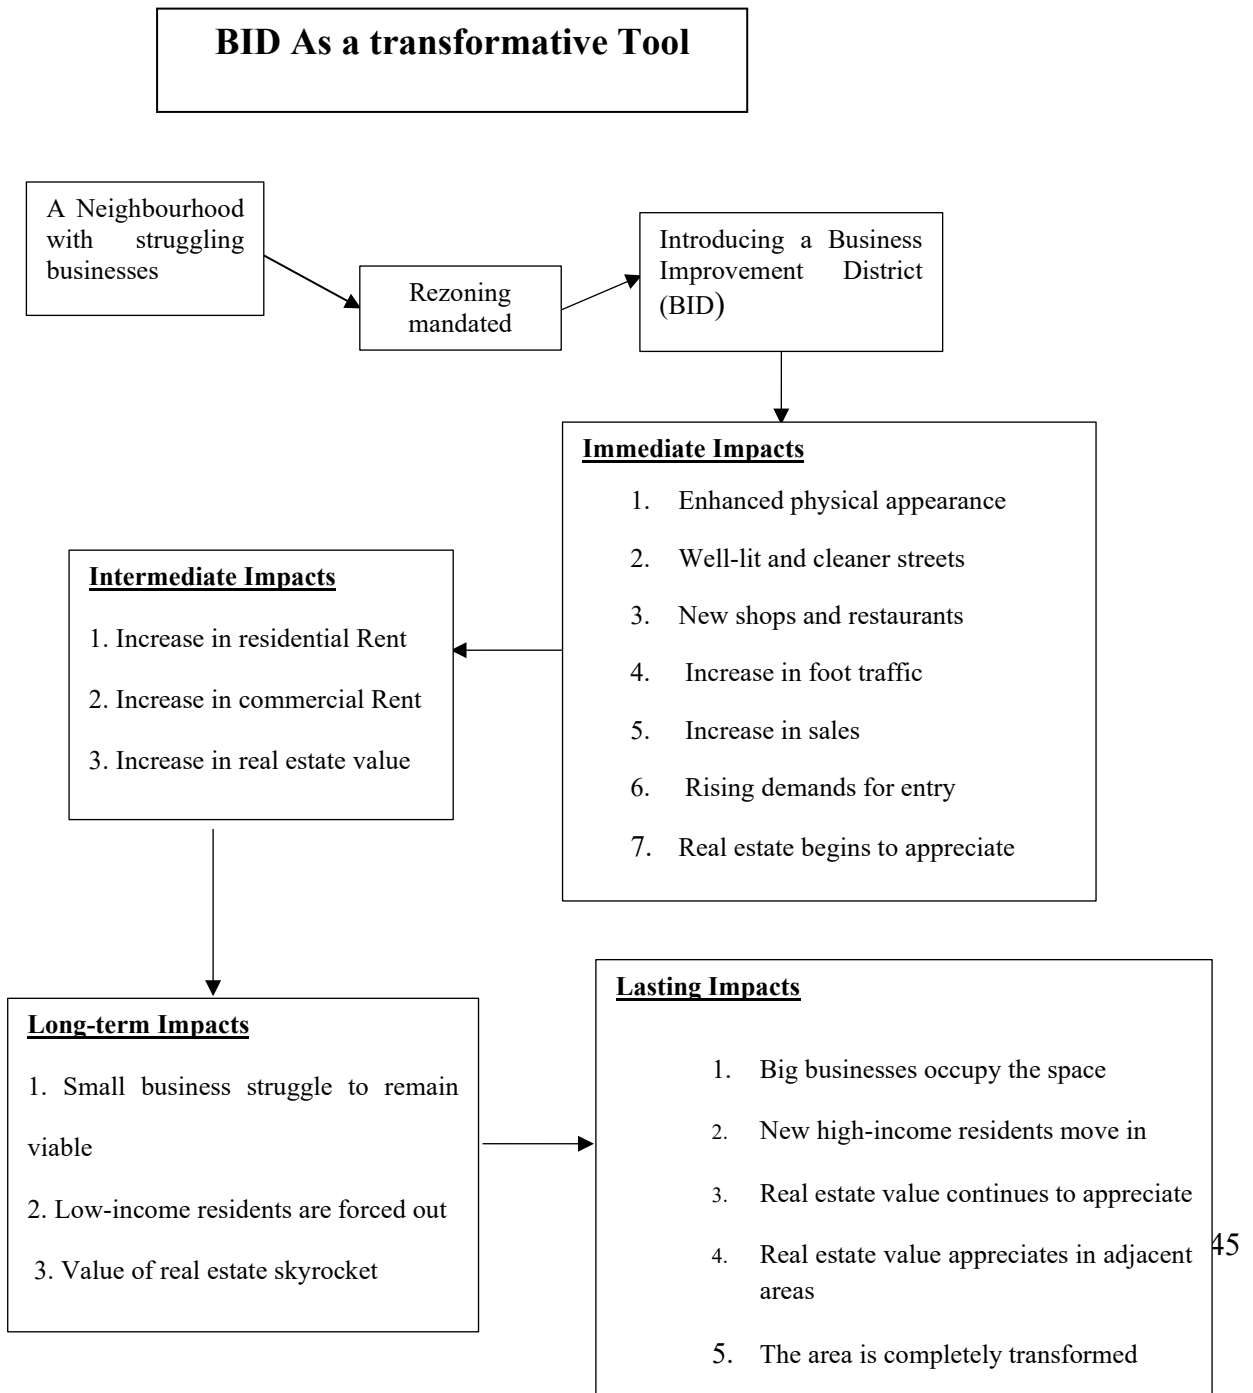 BID As a transformative Tool
A Neighbourhood
with struggling
businesses
Rezoning
mandated
Introducing a Business
Improvement District
(BID)
Immediate Impacts
1. Enhanced physical appearance
2. Well-lit and cleaner streets
3. New shops and restaurants
4. Increase in foot traffic
5. Increase in sales
6. Rising demands for entry
7. Real estate begins to appreciate
Intermediate Impacts
1. Increase in residential Rent
2. Increase in commercial Rent
3. Increase in real estate value
Long-term Impacts
1. Small business struggle to remain
viable
2. Low-income residents are forced out
3. Value of real estate skyrocket
Lasting Impacts
1. Big businesses occupy the space
2. New high-income residents move in
3. Real estate value continues to appreciate
4. Real estate value appreciates in adjacent
areas
5. The area is completely transformed
45